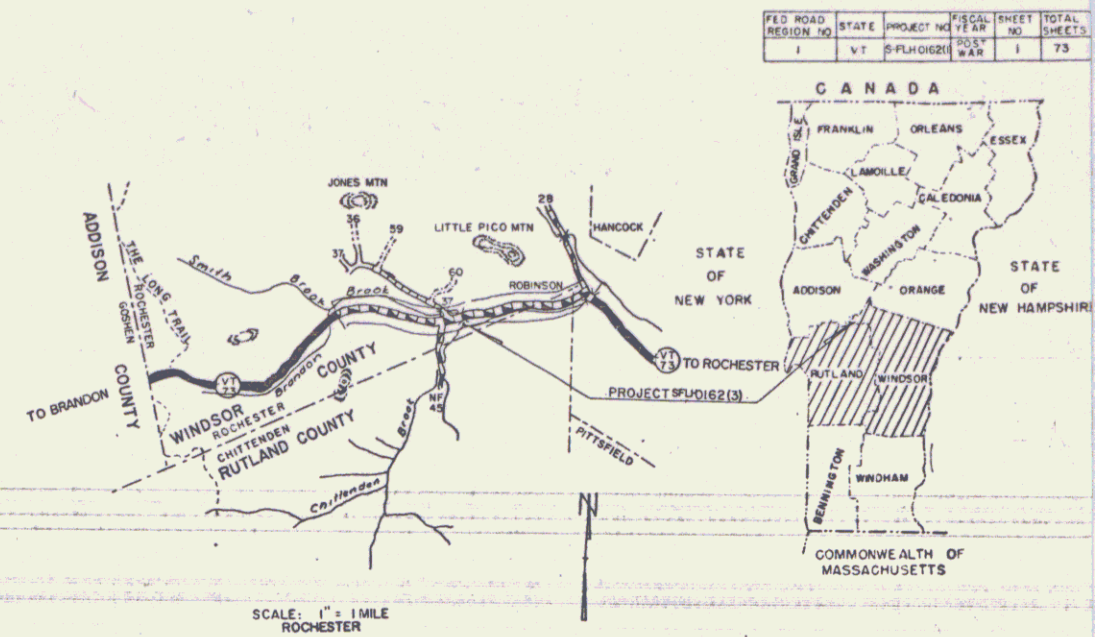 FED ROAD REGION NO
STATE
PROJECT NO
FISCAL YEAR
SHEET NO
TOTAL SHEETS
1
VT
S-FLH0162(1)
POST WAR
1
73
CANADA
GRAND ISLE
FRANKLIN
ORLEANS
ESSEX
LAMOILLE
CHITTENDEN
CALEDONIA
WASHINGTON
ADDISON
ORANGE
RUTLAND
WINDSOR
BENNINGTON
WINDHAM
STATE
OF
NEW YORK
STATE
OF
NEW HAMPSHIR
COMMONWEALTH OF
MASSACHUSETTS
JONES MTN
36
59
37
LITTLE PICO MTN
28
HANCOCK
60
37
ROBINSON
ADDISON
COUNTY
THE LONG TRAIL
ROCHESTER
GOSHEN
Smith
Brook
Brook
Brandon
VT
73
TO BRANDON
WINDSOR COUNTY
ROCHESTER
CHITTENDEN
RUTLAND COUNTY
NF
45
Brook
Chittenden
VT
73
TO ROCHESTER
PROJECT SFLH0162(3)
PITTSFIELD
N
SCALE: 1" = 1 MILE
ROCHESTER